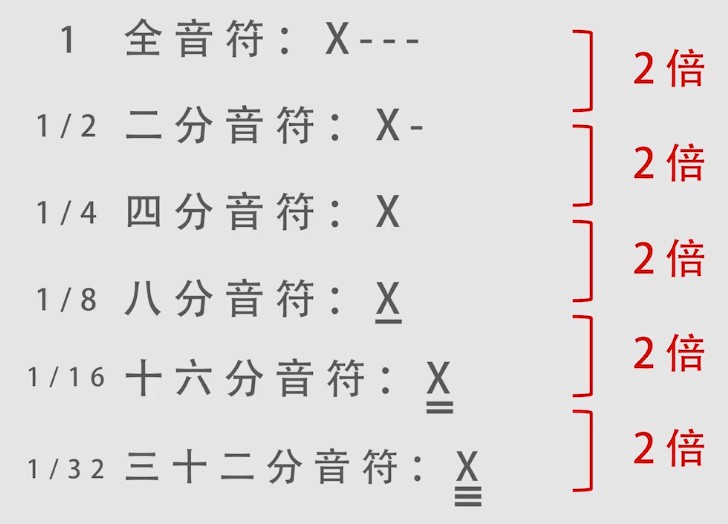 1 全音符： X - - -
2 倍
1/2 二分音符： X -
2 倍
1/4 四分音符： X
2 倍
1/8 八分音符： X
2 倍
1/16 十六分音符： X
2 倍
1/32 三十二分音符： X